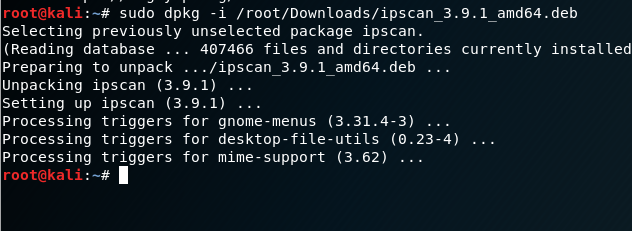 root@kali:~# sudo dpkg -i /root/Downloads/ipscan_3.9.1_amd64.deb
Selecting previously unselected package ipscan.
(Reading database ... 407466 files and directories currently installed
Preparing to unpack .../ipscan_3.9.1_amd64.deb ...
Unpacking ipscan (3.9.1) ...
Setting up ipscan (3.9.1) ...
Processing triggers for gnome-menus (3.31.4-3) ...
Processing triggers for desktop-file-utils (0.23-4) ...
Processing triggers for mime-support (3.62) ...
root@kali:~#